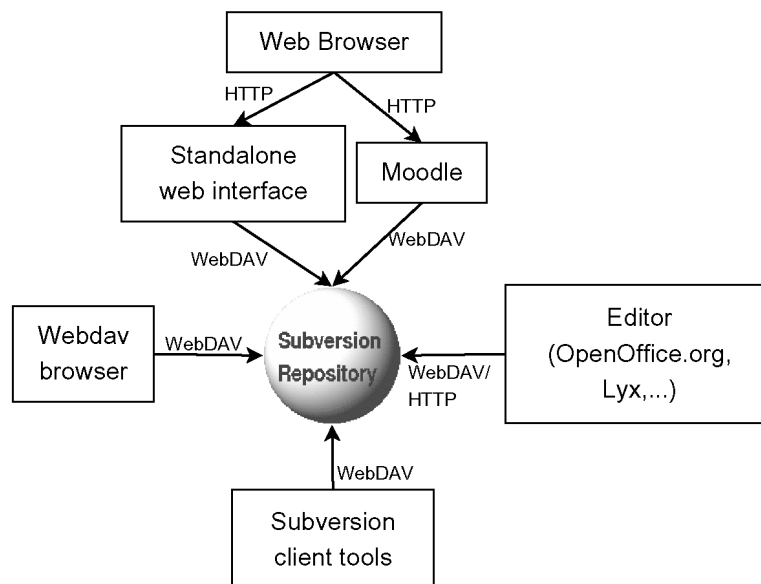 Web Browser
HTTP
HTTP
Standalone
web interface
Moodle
WebDAV
WebDAV
Webdav
browser
WebDAV
Subversion
Repository
WebDAV/
HTTP
Editor
(OpenOffice.org,
Lyx,...)
WebDAV
Subversion
client tools